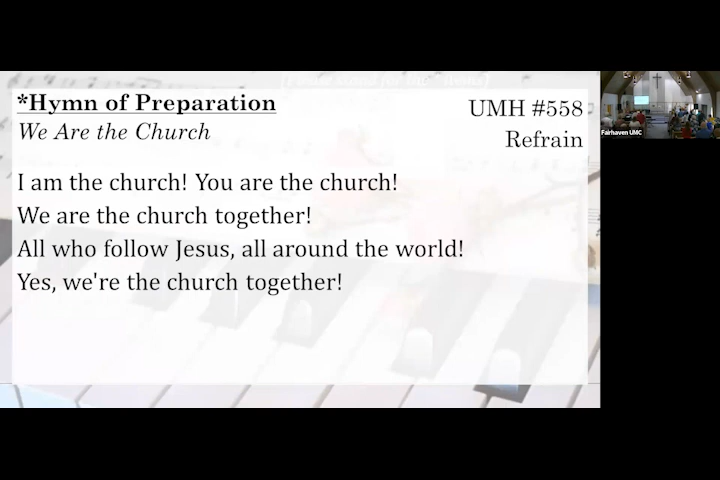 *Hymn of Preparation
UMH #558
We Are the Church
Refrain
I am the church! You are the church!
We are the church together!
All who follow Jesus, all around the world!
Yes, we're the church together!
Fairhaven UMC